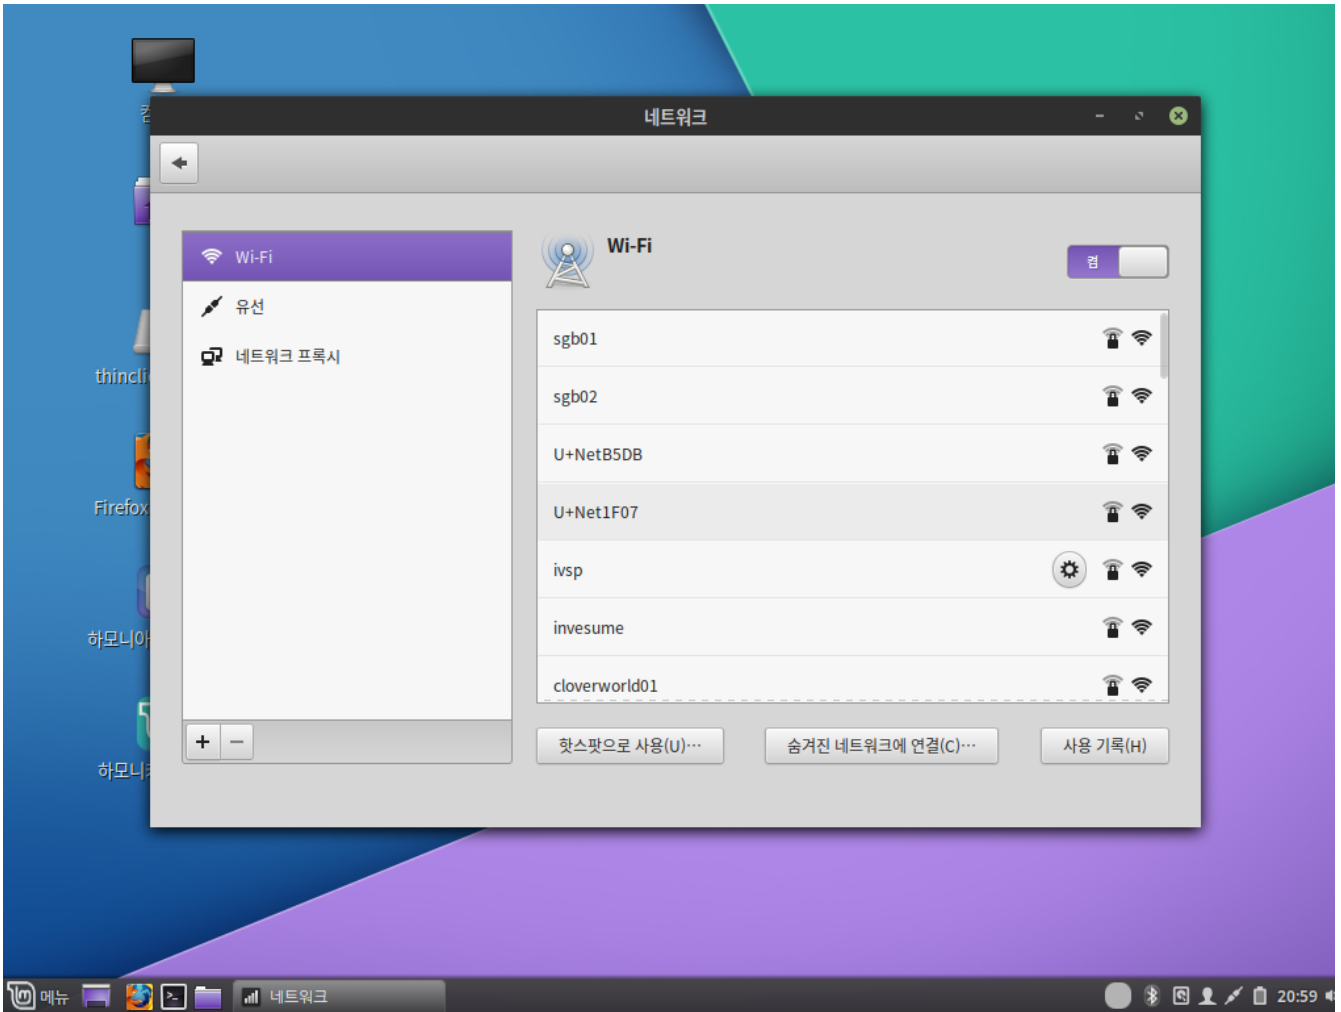 네트워크
Wi-Fi
유선
네트워크 프록시
Wi-Fi
켬
sgb01
sgb02
U+NetB5DB
U+Net1F07
ivsp
invesume
cloverworld01
핫스팟으로 사용(U)…
숨겨진 네트워크에 연결(C)…
사용 기록(H)
thincli
Firefox
하모니아
하모니
메뉴
네트워크
20:59